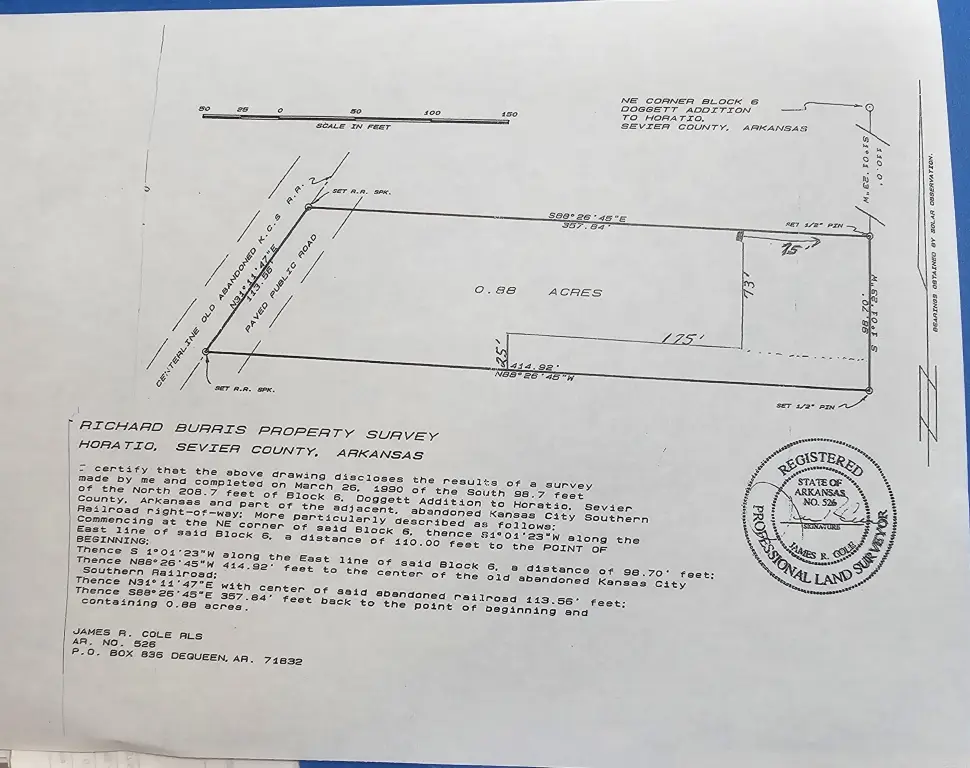 50 25 0 50 100 150
SCALE IN FEET
NE CORNER BLOCK 6
DOGGETT ADDITION
TO HORATIO,
SEVIER COUNTY, ARKANSAS
110.0'
S1°01'23"W
BEARINGS OBTAINED BY SOLAR OBSERVATION.
SET R.R. SPK.
CENTERLINE OLD ABANDONED K.C.S R.R.
N31°11'47"E
113.56'
PAVED PUBLIC ROAD
S88°26'45"E
357.84'
SET 1/2" PIN
75'
73'
0.88 ACRES
98.70'
S 1°01'23"W
175'
25'
414.92'
N88°26'45"W
SET R.R. SPK.
SET 1/2" PIN
RICHARD BURRIS PROPERTY SURVEY
HORATIO, SEVIER COUNTY, ARKANSAS
I certify that the above drawing discloses the results of a survey
made by me and completed on March 26, 1990 of the South 98.7 feet
of the North 208.7 feet of Block 6, Doggett Addition to Horatio, Sevier
County, Arkansas and part of the adjacent, abandoned Kansas City Southern
Railroad right-of-way; More particularly described as follows:
Commencing at the NE corner of said Block 6, thence S1°01'23"W along the
East line of said Block 6, a distance of 110.00 feet to the POINT OF
BEGINNING:
Thence S 1°01'23"W along the East line of said Block 6, a distance of 98.70' feet;
Thence N88°26'45"W 414.92' feet to the center of the old abandoned Kansas City
Southern Railroad;
Thence N31°11'47"E with center of said abandoned railroad 113.56' feet;
Thence S88°26'45"E 357.84' feet back to the point of beginning and
containing 0.88 acres.
JAMES R. COLE RLS
AR. NO. 526
P.O. BOX 836 DEQUEEN, AR. 71832
REGISTERED
STATE OF
ARKANSAS
NO. 526
SIGNATURE
JAMES R. COLE
PROFESSIONAL LAND SURVEYOR